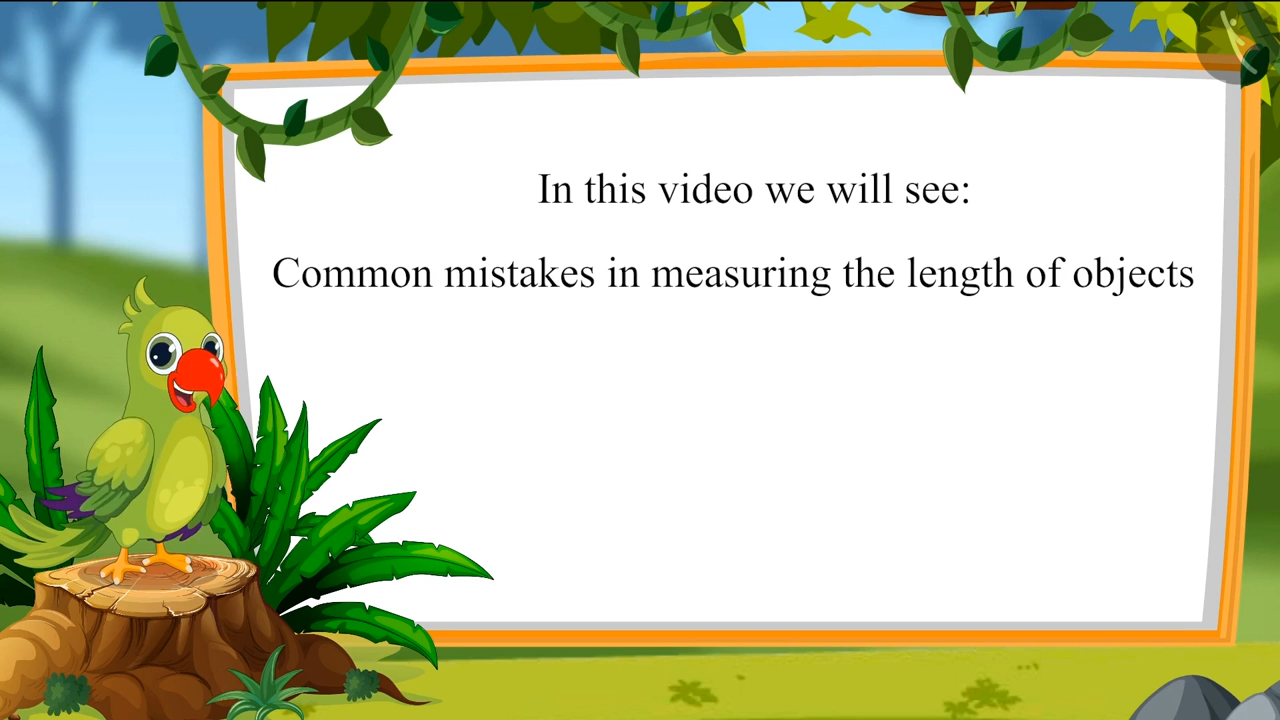 In this video we will see:
Common mistakes in measuring the length of objects